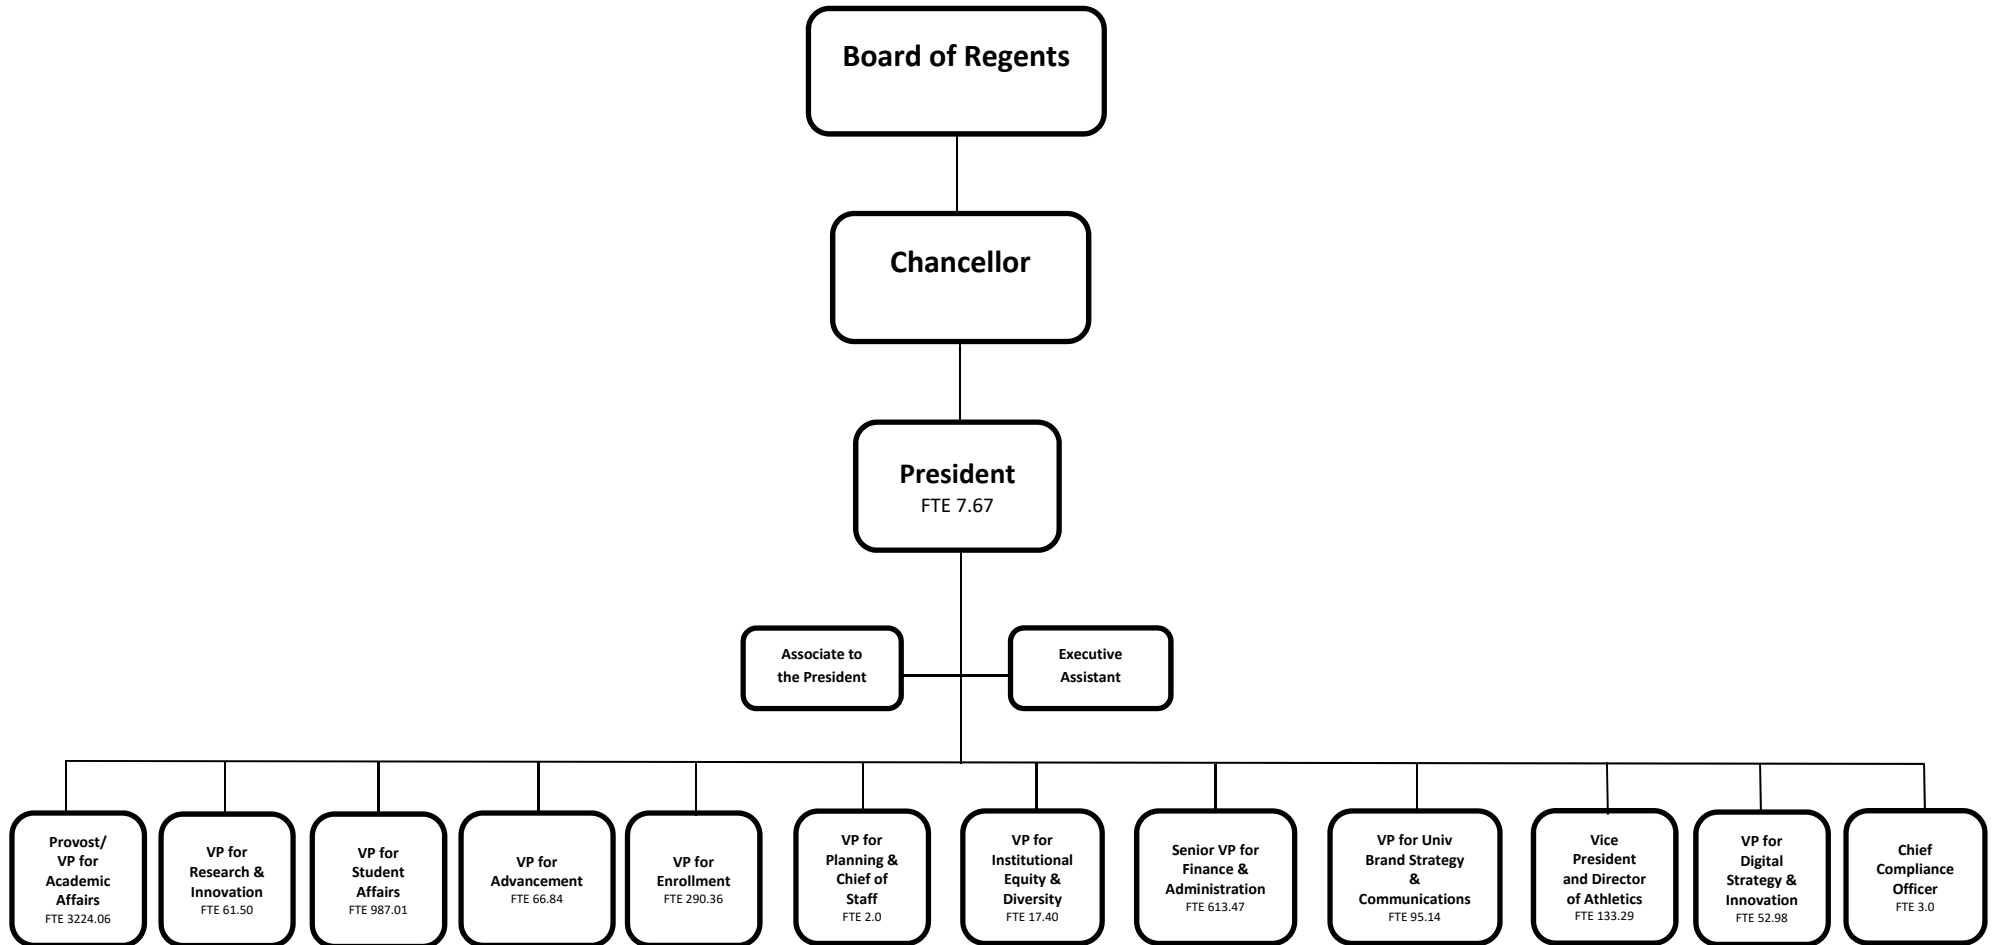 Board of Regents
Chancellor
President
FTE 7.67
Associate to
the President
Executive
Assistant
Provost/
VP for
Academic
Affairs
FTE 3224.06
VP for
Research &
Innovation
FTE 61.50
VP for
Student
Affairs
FTE 987.01
VP for
Advancement
FTE 66.84
VP for
Enrollment
FTE 290.36
VP for
Planning &
Chief of
Staff
FTE 2.0
VP for
Institutional
Equity &
Diversity
FTE 17.40
Senior VP for
Finance &
Administration
FTE 613.47
VP for Univ
Brand Strategy
&
Communications
FTE 95.14
Vice
President
and Director
of Athletics
FTE 133.29
VP for
Digital
Strategy &
Innovation
FTE 52.98
Chief
Compliance
Officer
FTE 3.0